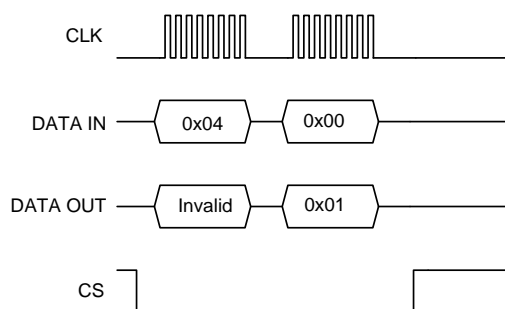 CLK
DATA IN 0x04 0x00
DATA OUT Invalid 0x01
CS